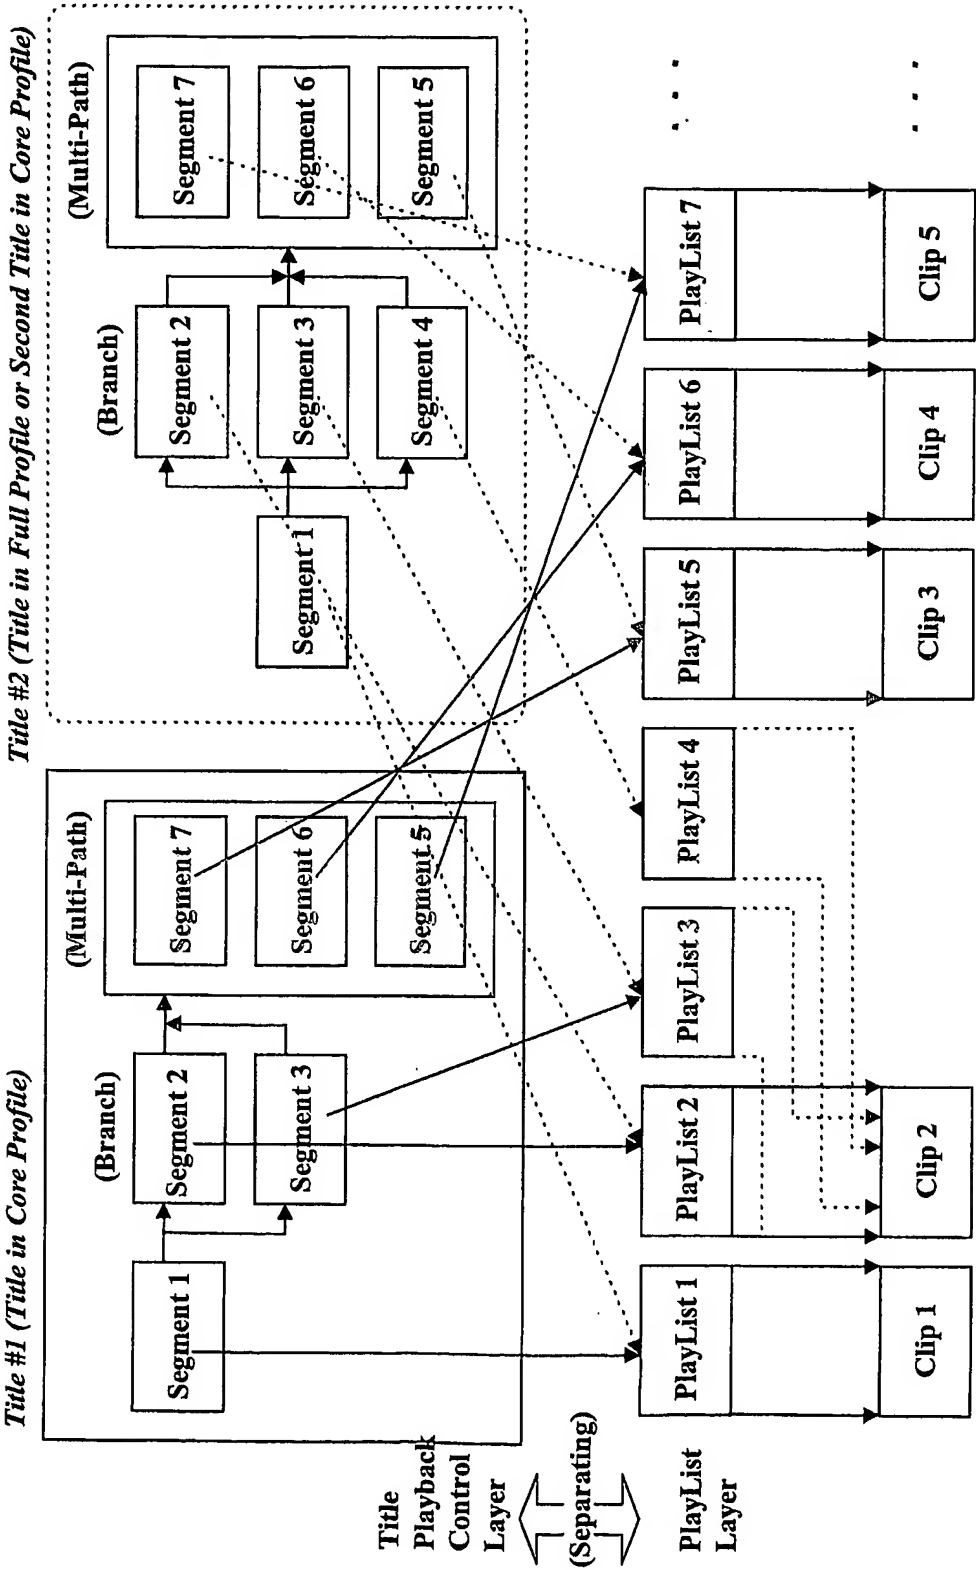 Title #1 (Title in Core Profile)
Title #2 (Title in Full Profile or Second Title in Core Profile)
(Branch)
(Multi-Path)
(Branch)
(Multi-Path)
Segment 1
Segment 2
Segment 3
Segment 7
Segment 6
Segment 5
Segment 1
Segment 2
Segment 3
Segment 4
Segment 7
Segment 6
Segment 5
Title
Playback
Control
Layer
(Separating)
PlayList
Layer
PlayList 1
PlayList 2
PlayList 3
PlayList 4
PlayList 5
PlayList 6
PlayList 7
. . .
Clip 1
Clip 2
Clip 3
Clip 4
Clip 5
. . .